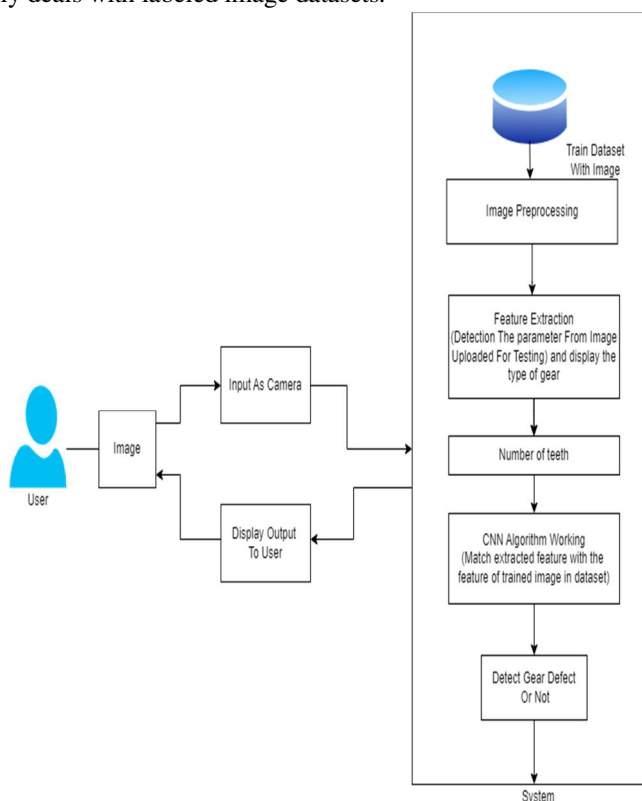 with labeled image datasets.
Train Dataset
With Image
Image Preprocessing
Feature Extraction
(Detection The parameter From Image
Uploaded For Testing) and display the
type of gear
Number of teeth
CNN Algorithm Working
(Match extracted feature with the
feature of trained image in dataset)
Detect Gear Defect
Or Not
System
Input As Camera
Image
User
Display Output
To User